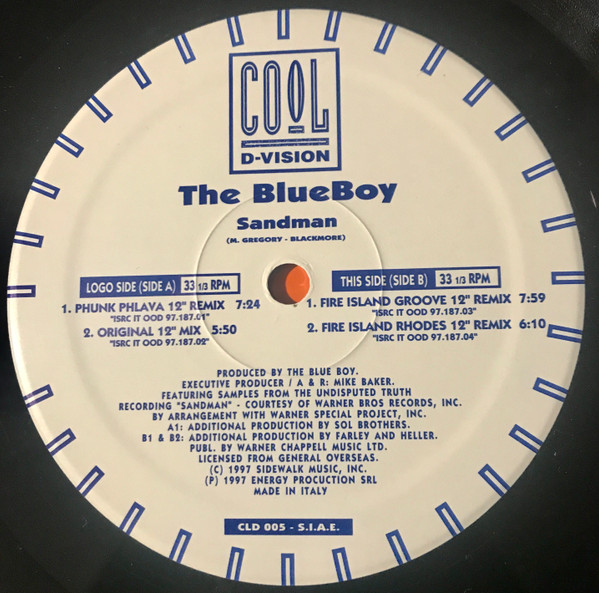 COOL
D-VISION
The BlueBoy
Sandman
(M. GREGORY - BLACKMORE)
LOGO SIDE (SIDE A) 33 1/3 RPM
1. PHUNK PHLAVA 12" REMIX 7:24
"ISRC IT OOD 97.187.01"
2. ORIGINAL 12" MIX 5:50
"ISRC IT OOD 97.187.02"
THIS SIDE (SIDE B) 33 1/3 RPM
1. FIRE ISLAND GROOVE 12" REMIX 7:59
"ISRC IT OOD 97.187.03"
2. FIRE ISLAND RHODES 12" REMIX 6:10
"ISRC IT OOD 97.187.04"
PRODUCED BY THE BLUE BOY.
EXECUTIVE PRODUCER / A & R: MIKE BAKER.
FEATURING SAMPLES FROM THE UNDISPUTED TRUTH
RECORDING "SANDMAN" - COURTESY OF WARNER BROS RECORDS, INC.
BY ARRANGEMENT WITH WARNER SPECIAL PROJECT, INC.
A1: ADDITIONAL PRODUCTION BY SOL BROTHERS.
B1 & B2: ADDITIONAL PRODUCTION BY FARLEY AND HELLER.
PUBL. BY WARNER CHAPPELL MUSIC LTD.
LICENSED FROM GENERAL OVERSEAS.
(C) 1997 SIDEWALK MUSIC, INC.
(P) 1997 ENERGY PROCUTION SRL
MADE IN ITALY
CLD 005 - S.I.A.E.